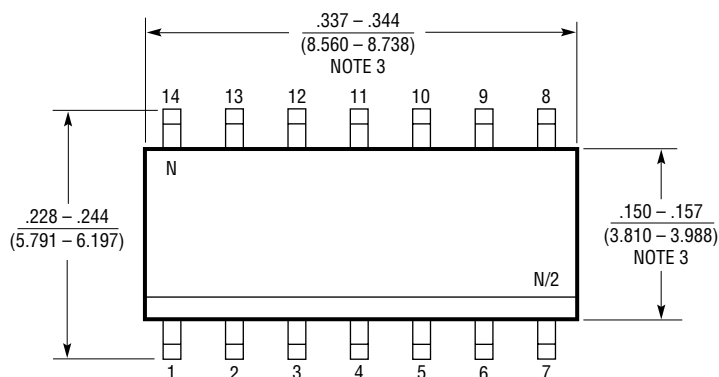 .337 – .344
(8.560 – 8.738)
NOTE 3
14 13 12 11 10 9 8
N
.228 – .244
(5.791 – 6.197)
.150 – .157
(3.810 – 3.988)
NOTE 3
N/2
1 2 3 4 5 6 7